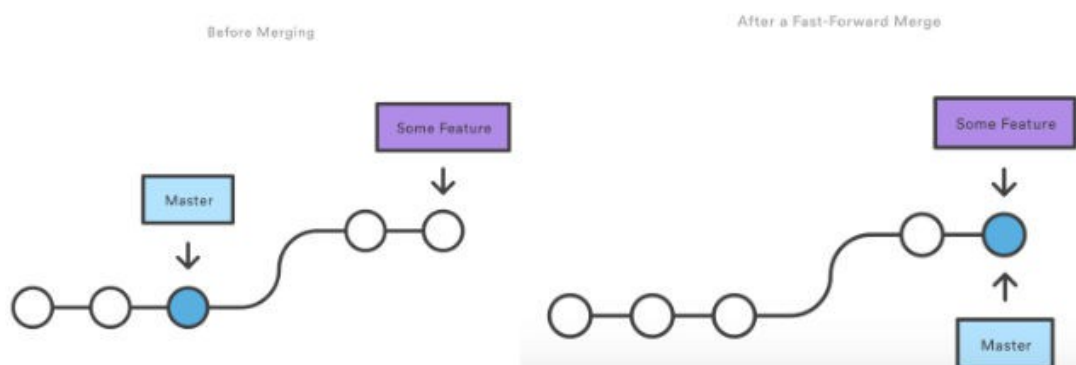 Before Merging
Some Feature
Master
After a Fast-Forward Merge
Some Feature
Master